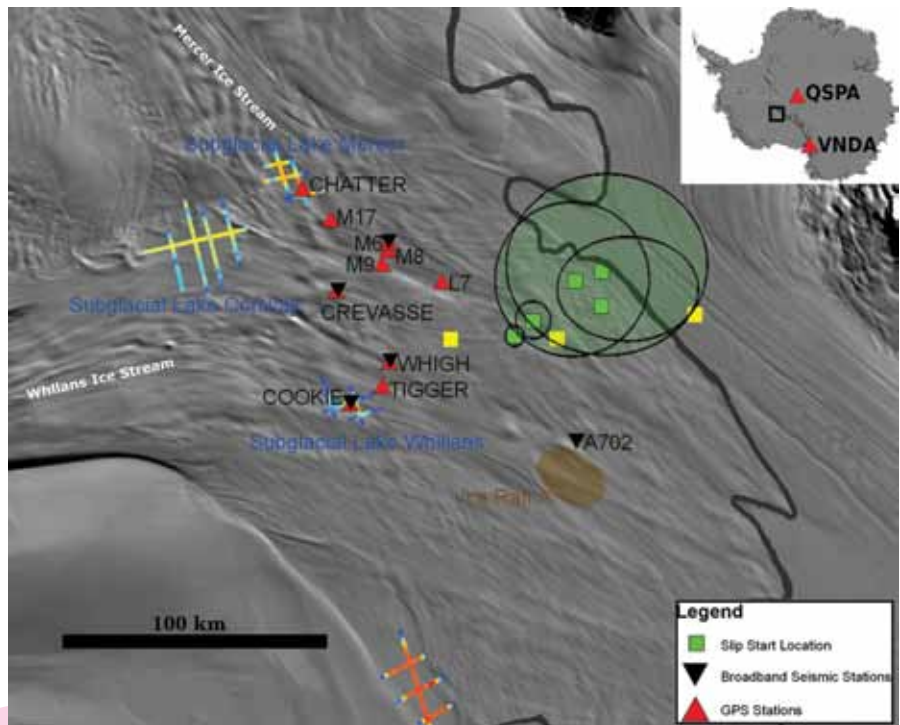 Mercer Ice Stream
QSPA
VNDA
Subglacial Lake Mercer
CHATTER
M17
M6
M8
M9
L7
Subglacial Lake Conway
CREVASSE
WHIGH
Whillans Ice Stream
TIGGER
COOKIE
Subglacial Lake Whillans
A702
Ice Raft
100 km
Legend
Slip Start Location
Broadband Seismic Stations
GPS Stations